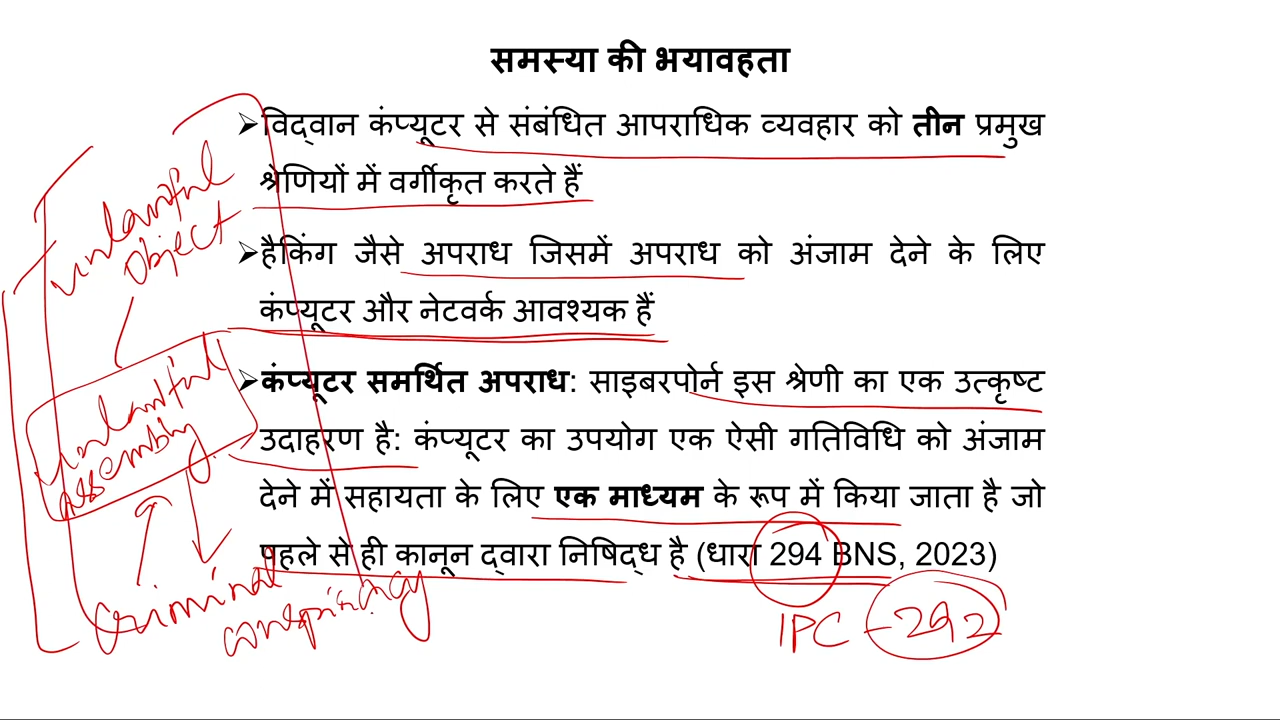 समस्या की भयावहता
➢विद्वान कंप्यूटर से संबंधित आपराधिक व्यवहार को तीन प्रमुख
श्रेणियों में वर्गीकृत करते हैं
➢हैकिंग जैसे अपराध जिसमें अपराध को अंजाम देने के लिए
कंप्यूटर और नेटवर्क आवश्यक हैं
➢कंप्यूटर समर्थित अपराध: साइबरपोर्न इस श्रेणी का एक उत्कृष्ट
उदाहरण है: कंप्यूटर का उपयोग एक ऐसी गतिविधि को अंजाम
देने में सहायता के लिए एक माध्यम के रूप में किया जाता है जो
पहले से ही कानून द्वारा निषिद्ध है (धारा 294 BNS, 2023)
unlawful
object
unlawful
assembly
criminal
conspiracy
IPC - 292